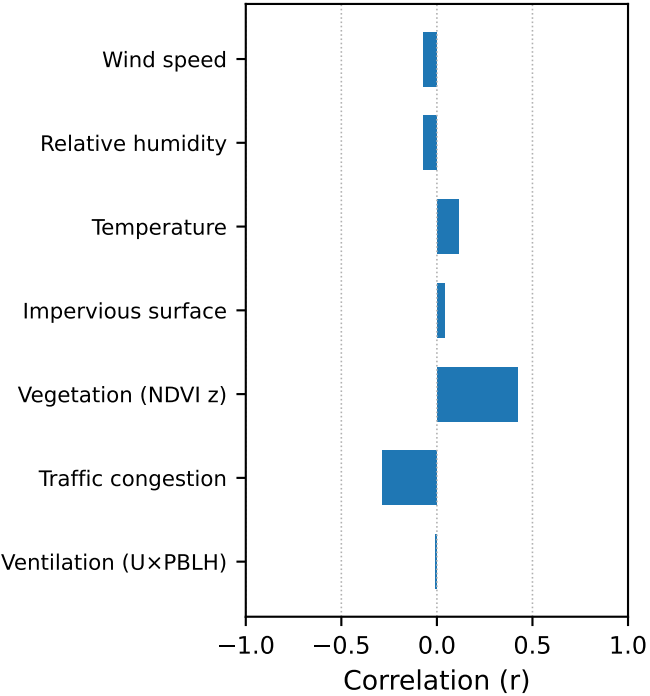 Wind speed
Relative humidity
Temperature
Impervious surface
Vegetation (NDVI z)
Traffic congestion
Ventilation (U×PBLH)
−1.0 −0.5 0.0 0.5 1.0
Correlation (r)